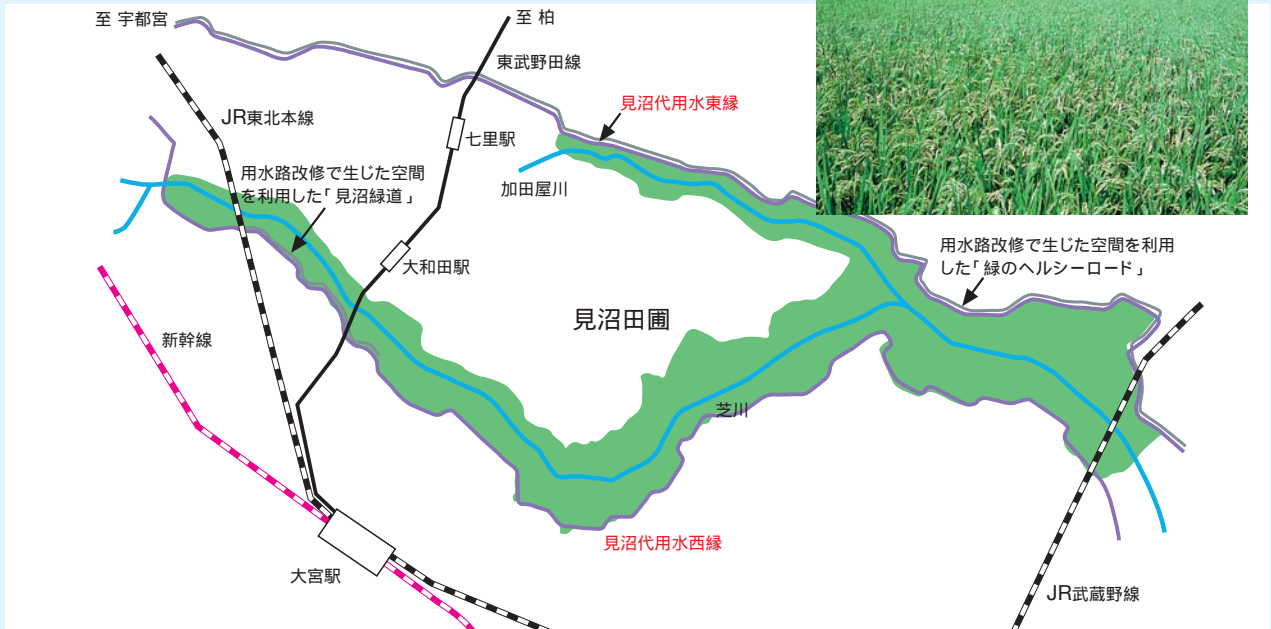 至 宇都宮
至 柏
東武野田線
見沼代用水東縁
JR東北本線
七里駅
用水路改修で生じた空間
を利用した「見沼緑道」
加田屋川
用水路改修で生じた空間を利用
した「緑のヘルシーロード」
大和田駅
見沼田圃
新幹線
芝川
見沼代用水西縁
大宮駅
JR武蔵野線